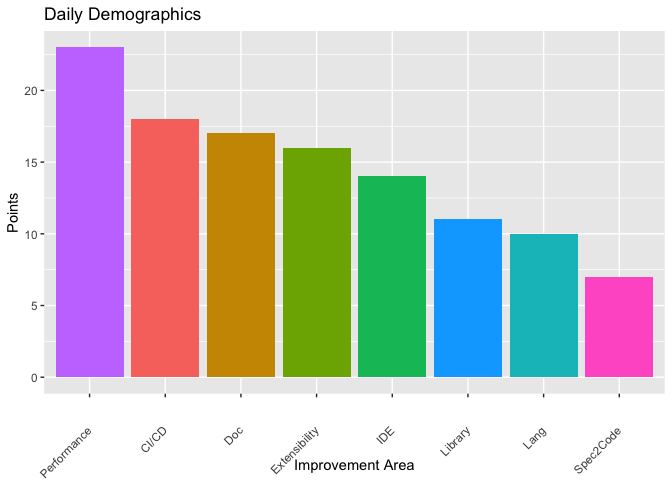 Daily Demographics
Points
20
15
10
5
0
Performance
CI/CD
Doc
Extensibility
IDE
Library
Lang
Spec2Code
Improvement Area